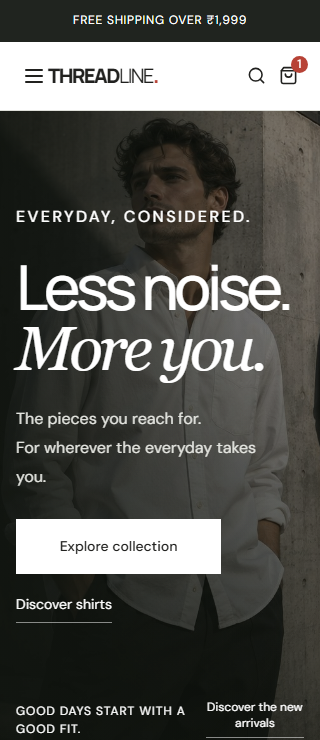 FREE SHIPPING OVER ₹1,999
THREADLINE.
1
EVERYDAY, CONSIDERED.
Less noise.
More you.
The pieces you reach for.
For wherever the everyday takes
you.
Explore collection
Discover shirts
GOOD DAYS START WITH A
GOOD FIT.
Discover the new
arrivals